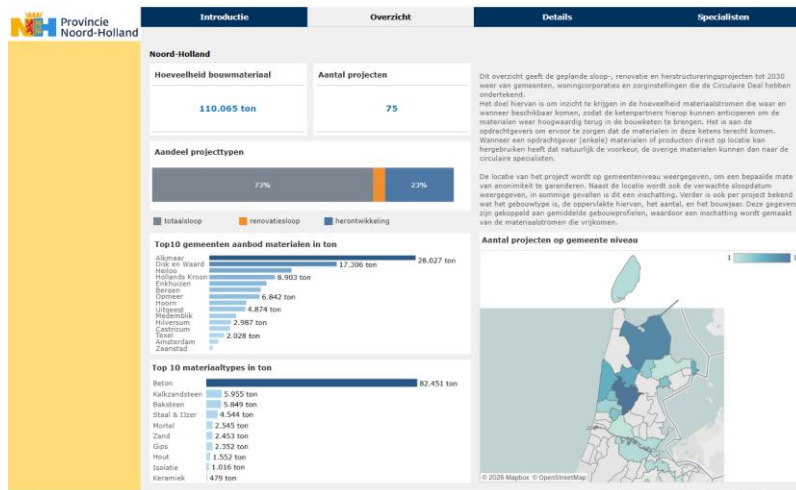 Provincie
Noord-Holland
Introductie
Overzicht
Details
Specialisten
Noord-Holland
Hoeveelheid bouwmateriaal
110.065 ton
Aantal projecten
75
Dit overzicht geeft de geplande sloop-, renovatie en herstructureringsprojecten tot 2030
weer van gemeenten, woningcorporaties en zorginstellingen die de Circulaire Deal hebben
ondertekend.
Het doel hiervan is om inzicht te krijgen in de hoeveelheid materiaalstromen die waar en
wanneer beschikbaar komen, zodat de ketenpartners hierop kunnen anticiperen om de
materialen weer hoogwaardig terug in de bouwketen te brengen. Het is aan de
opdrachtgevers om ervoor te zorgen dat de materialen in deze ketens terecht komen.
Wanneer een opdrachtgever (enkele) materialen of producten direct op locatie kan
hergebruiken heeft dat natuurlijk de voorkeur, de overige materialen kunnen dan naar de
circulaire specialisten.
De locatie van het project wordt op gemeenteniveau weergegeven, om een bepaalde mate
van anonimiteit te garanderen. Naast de locatie wordt ook de verwachte sloopdatum
weergegeven, in sommige gevallen is dit een inschatting. Verder is ook per project bekend
wat het gebouwtype is, de oppervlakte hiervan, het aantal, en het bouwjaar. Deze gegevens
zijn gekoppeld aan gemiddelde gebouwprofielen, waardoor een inschatting wordt gemaakt
van de materiaalstromen die vrijkomen.
Aandeel projecttypen
73%
23%
totaalsloop
renovatiesloop
herontwikkeling
Top10 gemeenten aanbod materialen in ton
Alkmaar 28.027 ton
Dijk en Waard 17.306 ton
Heiloo
Hollands Kroon 8.903 ton
Enkhuizen
Bergen
Opmeer 6.842 ton
Hoorn
Uitgeest 4.874 ton
Medemblik
Hilversum 2.987 ton
Castricum
Texel 2.028 ton
Amsterdam
Zaanstad
Top 10 materiaaltypes in ton
Beton 82.451 ton
Kalkzandsteen 5.955 ton
Baksteen 5.849 ton
Staal & IJzer 4.544 ton
Mortel 2.545 ton
Zand 2.453 ton
Gips 2.352 ton
Hout 1.552 ton
Isolatie 1.016 ton
Keramiek 479 ton
Aantal projecten op gemeente niveau
1
© 2026 Mapbox © OpenStreetMap